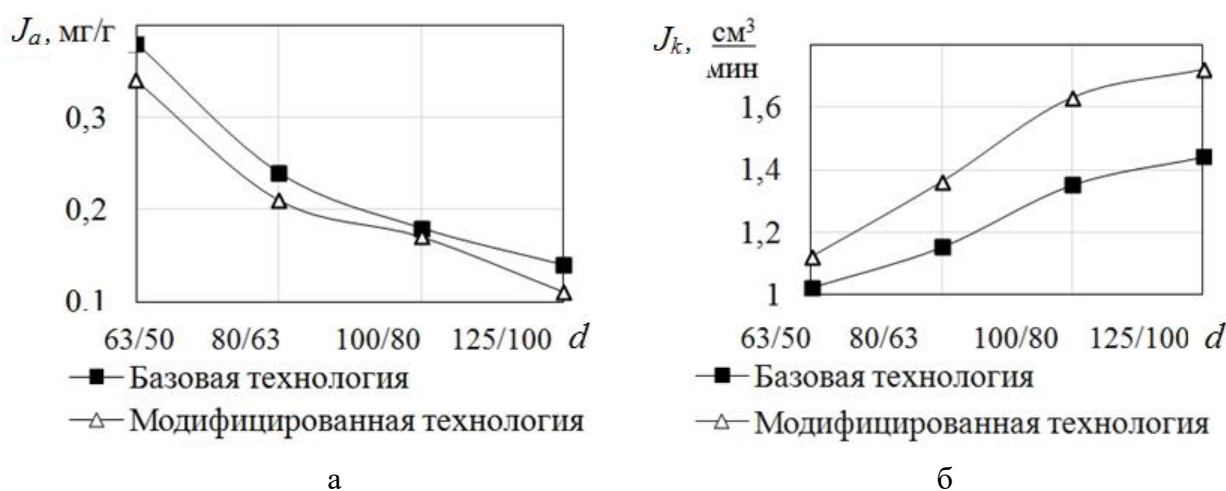 J_a, мг/г
0,3
0,2
0.1
63/50 80/63 100/80 125/100 d
Базовая технология
Модифицированная технология
а
J_k, см³/мин
1,6
1,4
1,2
1
63/50 80/63 100/80 125/100 d
Базовая технология
Модифицированная технология
б